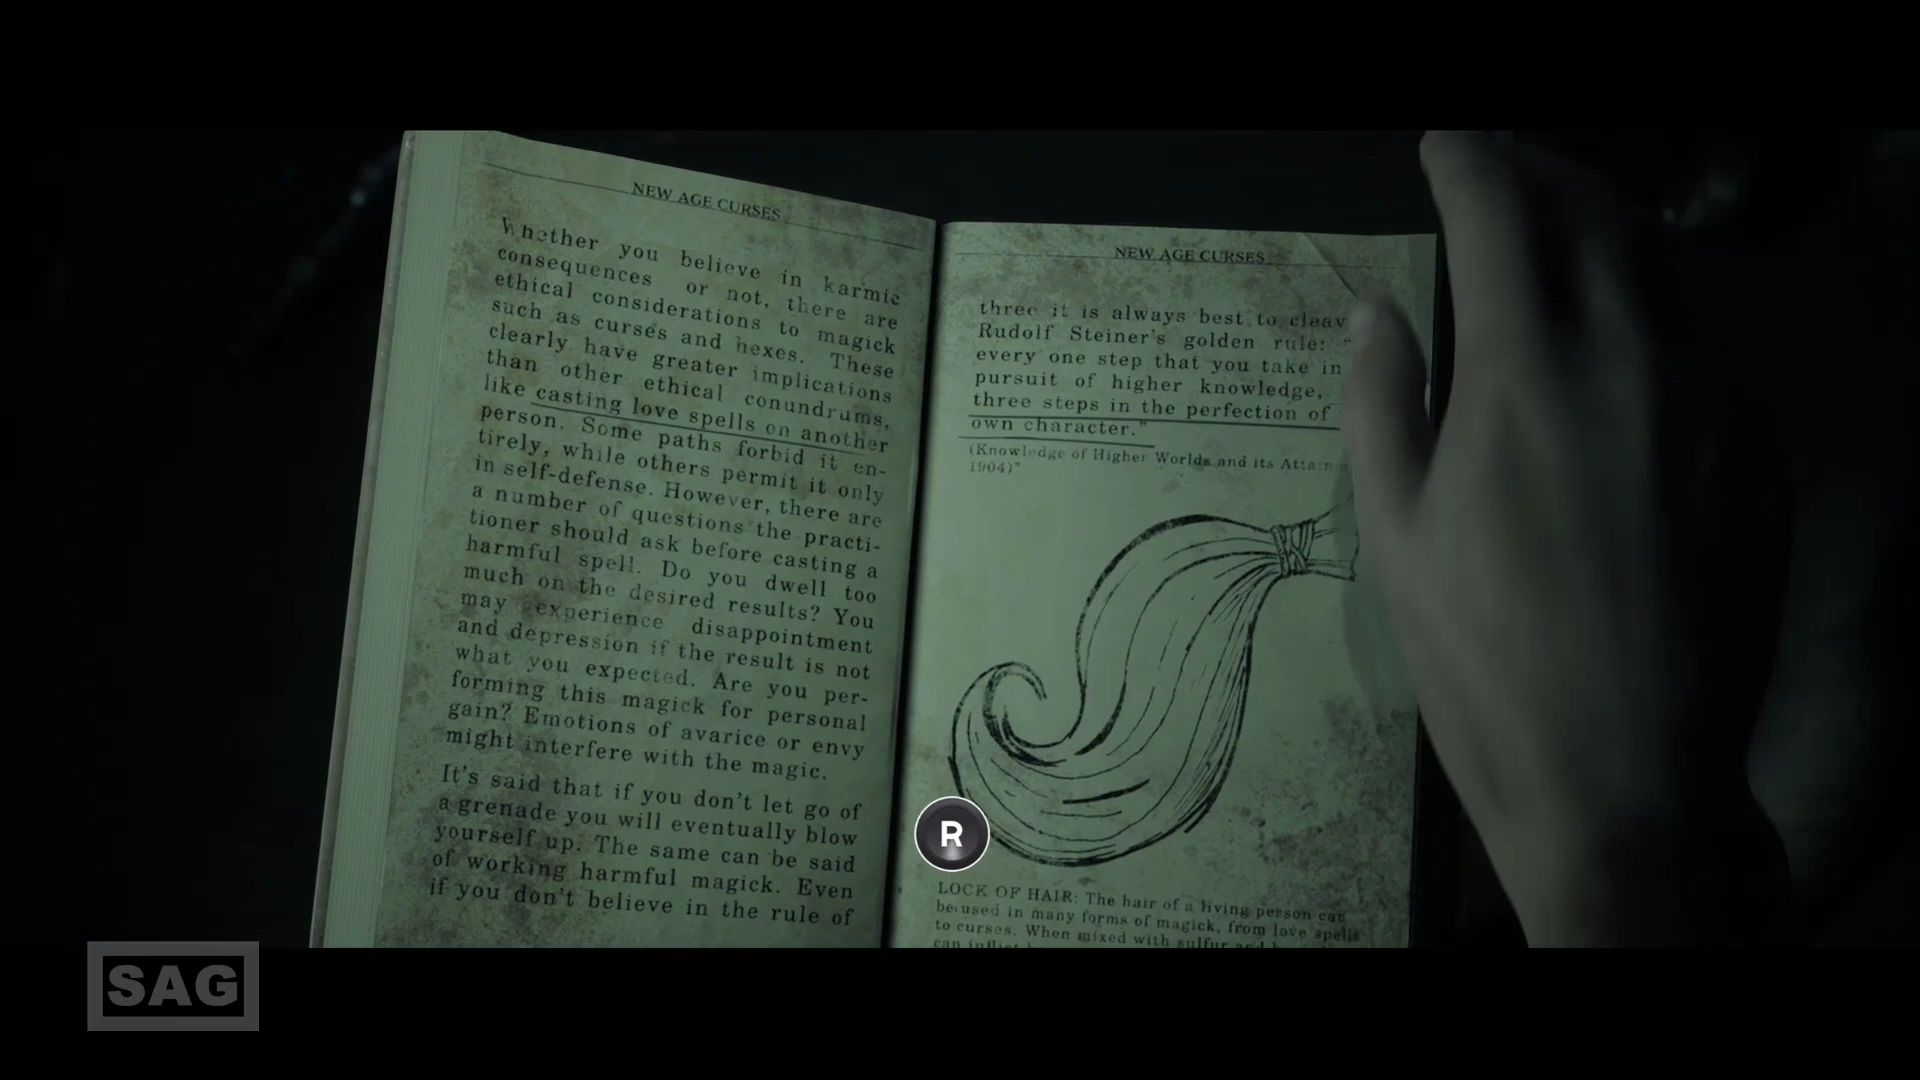 NEW AGE CURSES
Whether you believe in karmic
consequences or not, there are
ethical considerations to magick
such as curses and hexes. These
clearly have greater implications
than other ethical conundrums,
like casting love spells on another
person. Some paths forbid it en-
tirely, while others permit it only
in self-defense. However, there are
a number of questions the practi-
tioner should ask before casting a
harmful spell. Do you dwell too
much on the desired results? You
may experience disappointment
and depression if the result is not
what you expected. Are you per-
forming this magick for personal
gain? Emotions of avarice or envy
might interfere with the magic.
It's said that if you don't let go of
a grenade you will eventually blow
yourself up. The same can be said
of working harmful magick. Even
if you don't believe in the rule of
NEW AGE CURSES
three it is always best to cleav
Rudolf Steiner's golden rule: "
every one step that you take in
pursuit of higher knowledge,
three steps in the perfection of
own character."
(Knowledge of Higher Worlds and its Attain
1904)"
R
LOCK OF HAIR: The hair of a living person can
be used in many forms of magick, from love spells
to curses. When mixed with sulfur and
can inflict
SAG